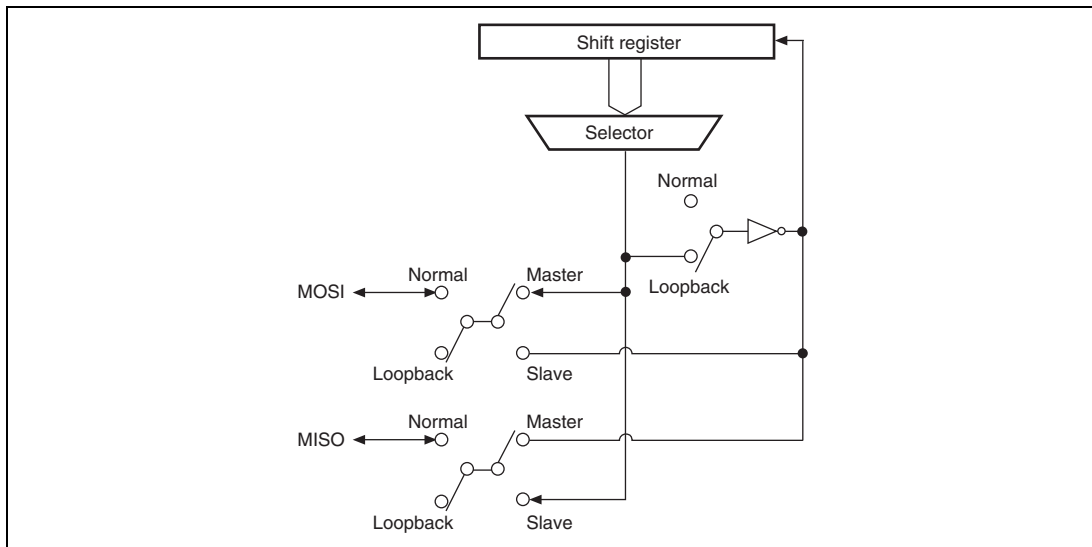 Shift register
Selector
Normal
Loopback
Normal
Master
MOSI
Loopback
Slave
Normal
Master
MISO
Loopback
Slave